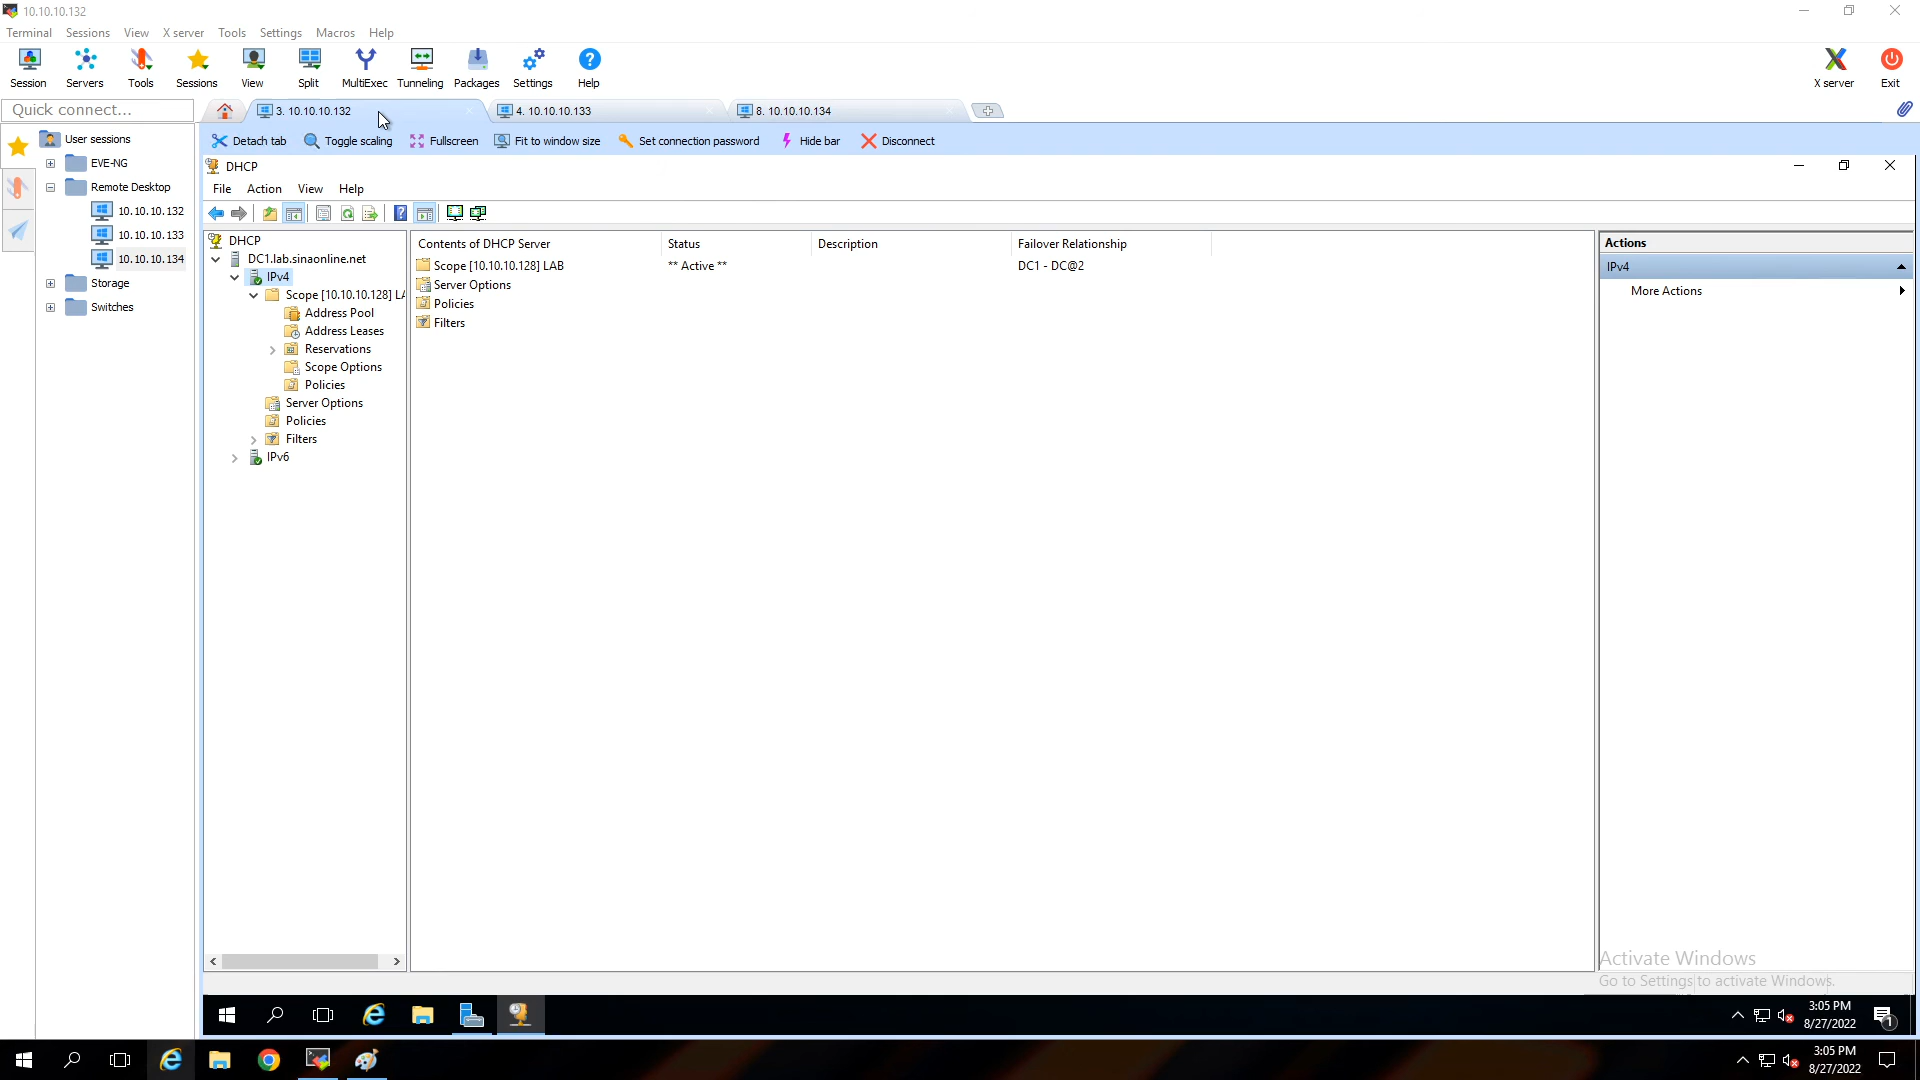 10.10.10.132
Terminal Sessions View X server Tools Settings Macros Help
Session Servers Tools Sessions View Split MultiExec Tunneling Packages Settings Help X server Exit
Quick connect...
3. 10.10.10.132
4. 10.10.10.133
8. 10.10.10.134
Detach tab Toggle scaling Fullscreen Fit to window size Set connection password Hide bar Disconnect
User sessions
EVE-NG
Remote Desktop
10.10.10.132
10.10.10.133
10.10.10.134
Storage
Switches
DHCP
File Action View Help
DHCP
DC1.lab.sinaonline.net
IPv4
Scope [10.10.10.128] LA
Address Pool
Address Leases
Reservations
Scope Options
Policies
Server Options
Policies
Filters
IPv6
Contents of DHCP Server Status Description Failover Relationship
Scope [10.10.10.128] LAB ** Active ** DC1 - DC@2
Server Options
Policies
Filters
Actions
IPv4
More Actions
Activate Windows
Go to Settings to activate Windows.
3:05 PM
8/27/2022
1
3:05 PM
8/27/2022